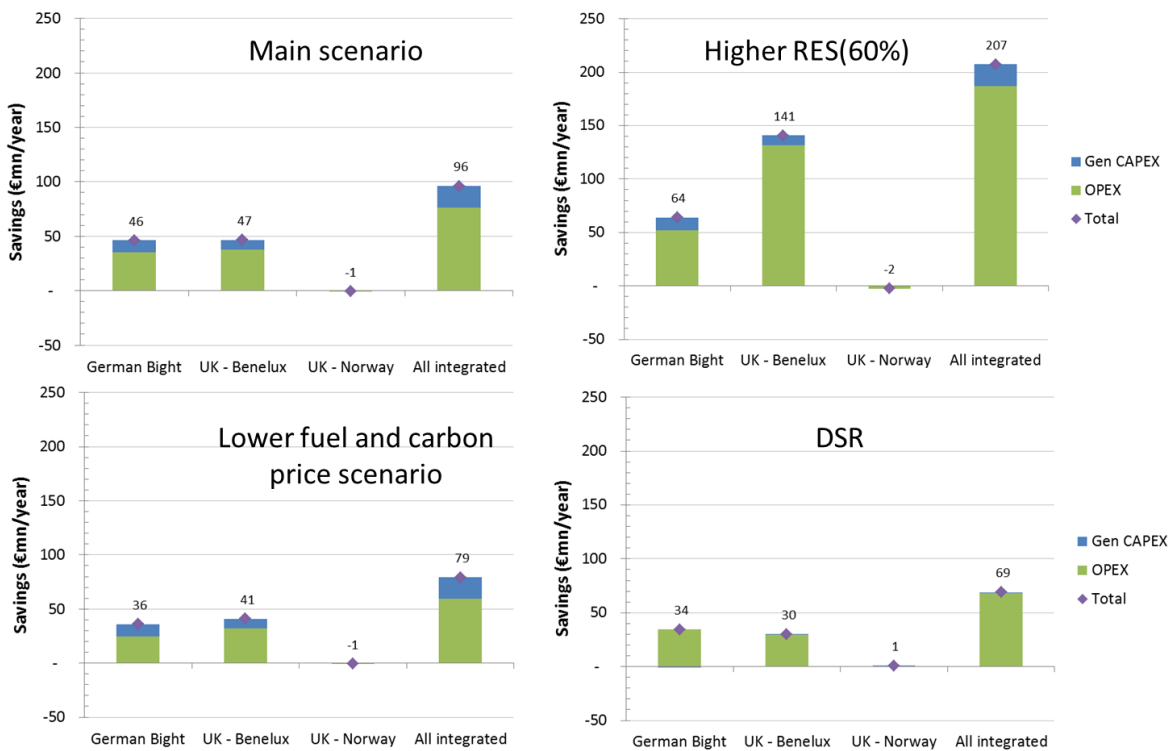 Main scenario
Savings (€mn/year)
250
200
150
100
50
-
-50
46
47
-1
96
German Bight
UK - Benelux
UK - Norway
All integrated
Higher RES(60%)
Savings (€mn/year)
250
200
150
100
50
-
-50
64
141
-2
207
German Bight
UK - Benelux
UK - Norway
All integrated
Gen CAPEX
OPEX
Total
Lower fuel and carbon
price scenario
Savings (€mn/year)
250
200
150
100
50
-
-50
36
41
-1
79
German Bight
UK - Benelux
UK - Norway
All integrated
DSR
Savings (€mn/year)
250
200
150
100
50
-
-50
34
30
1
69
German Bight
UK - Benelux
UK - Norway
All integrated
Gen CAPEX
OPEX
Total